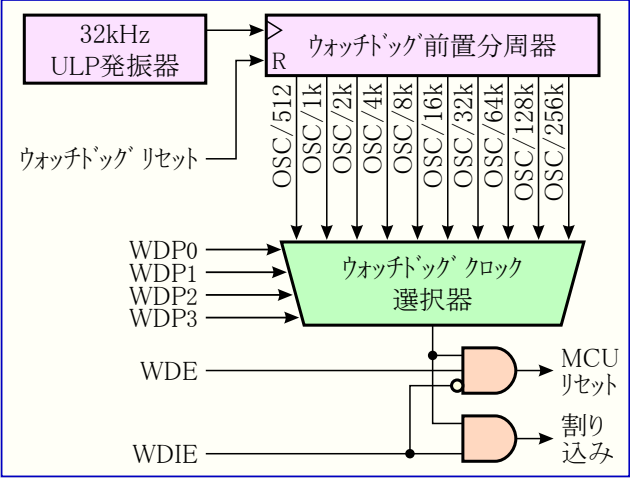 32kHz
ULP発振器
ウォッチドッグ前置分周器
R
OSC/512
OSC/1k
OSC/2k
OSC/4k
OSC/8k
OSC/16k
OSC/32k
OSC/64k
OSC/128k
OSC/256k
ウォッチドッグ リセット
WDP0
WDP1
WDP2
WDP3
ウォッチドッグ クロック
選択器
WDE
MCU
リセット
WDIE
割り
込み